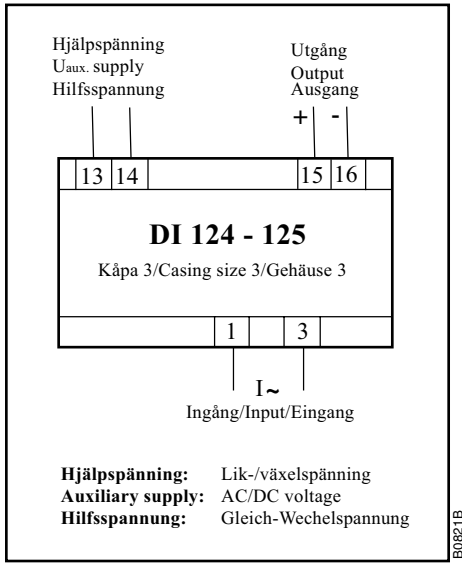 Hjälpspänning
Uaux. supply
Hilfsspannung
Utgång
Output
Ausgang
+ -
13 14
15 16
DI 124 - 125
Kåpa 3/Casing size 3/Gehäuse 3
1 3
I~
Ingång/Input/Eingang
Hjälpspänning: Lik-/växelspänning
Auxiliary supply: AC/DC voltage
Hilfsspannung: Gleich-Wechelspannung
B0821B